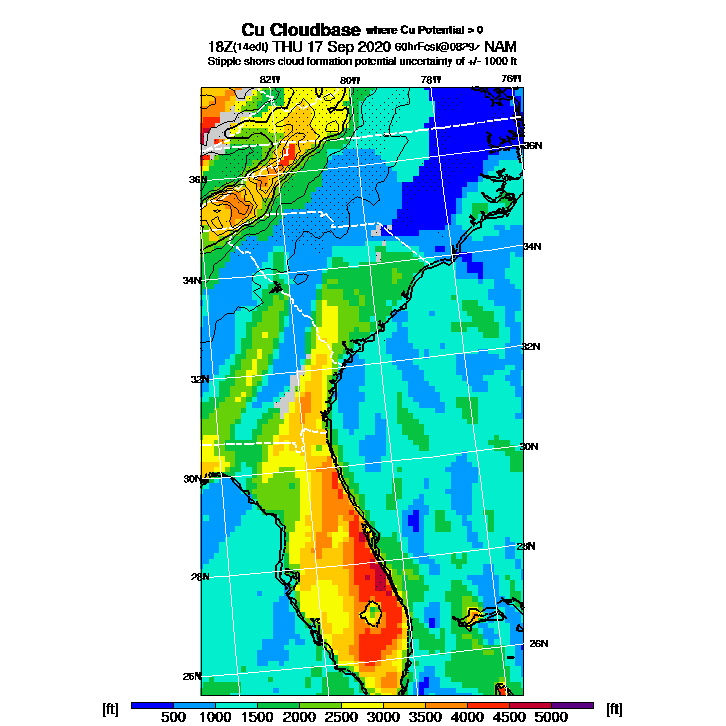 Cu Cloudbase where Cu Potential > 0
18Z(14edt) THU 17 Sep 2020 NAM
Stipple shows cloud formation potential uncertainty of +/- 1000 ft
82W 80W 78W 76W
36N
36N
34N
34N
32N
32N
30N
30N
28N
28N
26N
26N
[ft] [ft]
500 1000 1500 2000 2500 3000 3500 4000 4500 5000